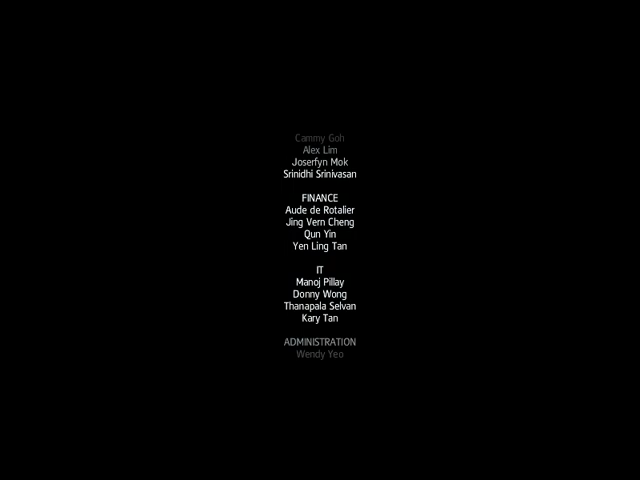 Cammy Goh
Alex Lim
Joserfyn Mok
Srinidhi Srinivasan
FINANCE
Aude de Rotalier
Jing Vern Cheng
Qun Yin
Yen Ling Tan
IT
Manoj Pillay
Donny Wong
Thanapala Selvan
Kary Tan
ADMINISTRATION
Wendy Yeo